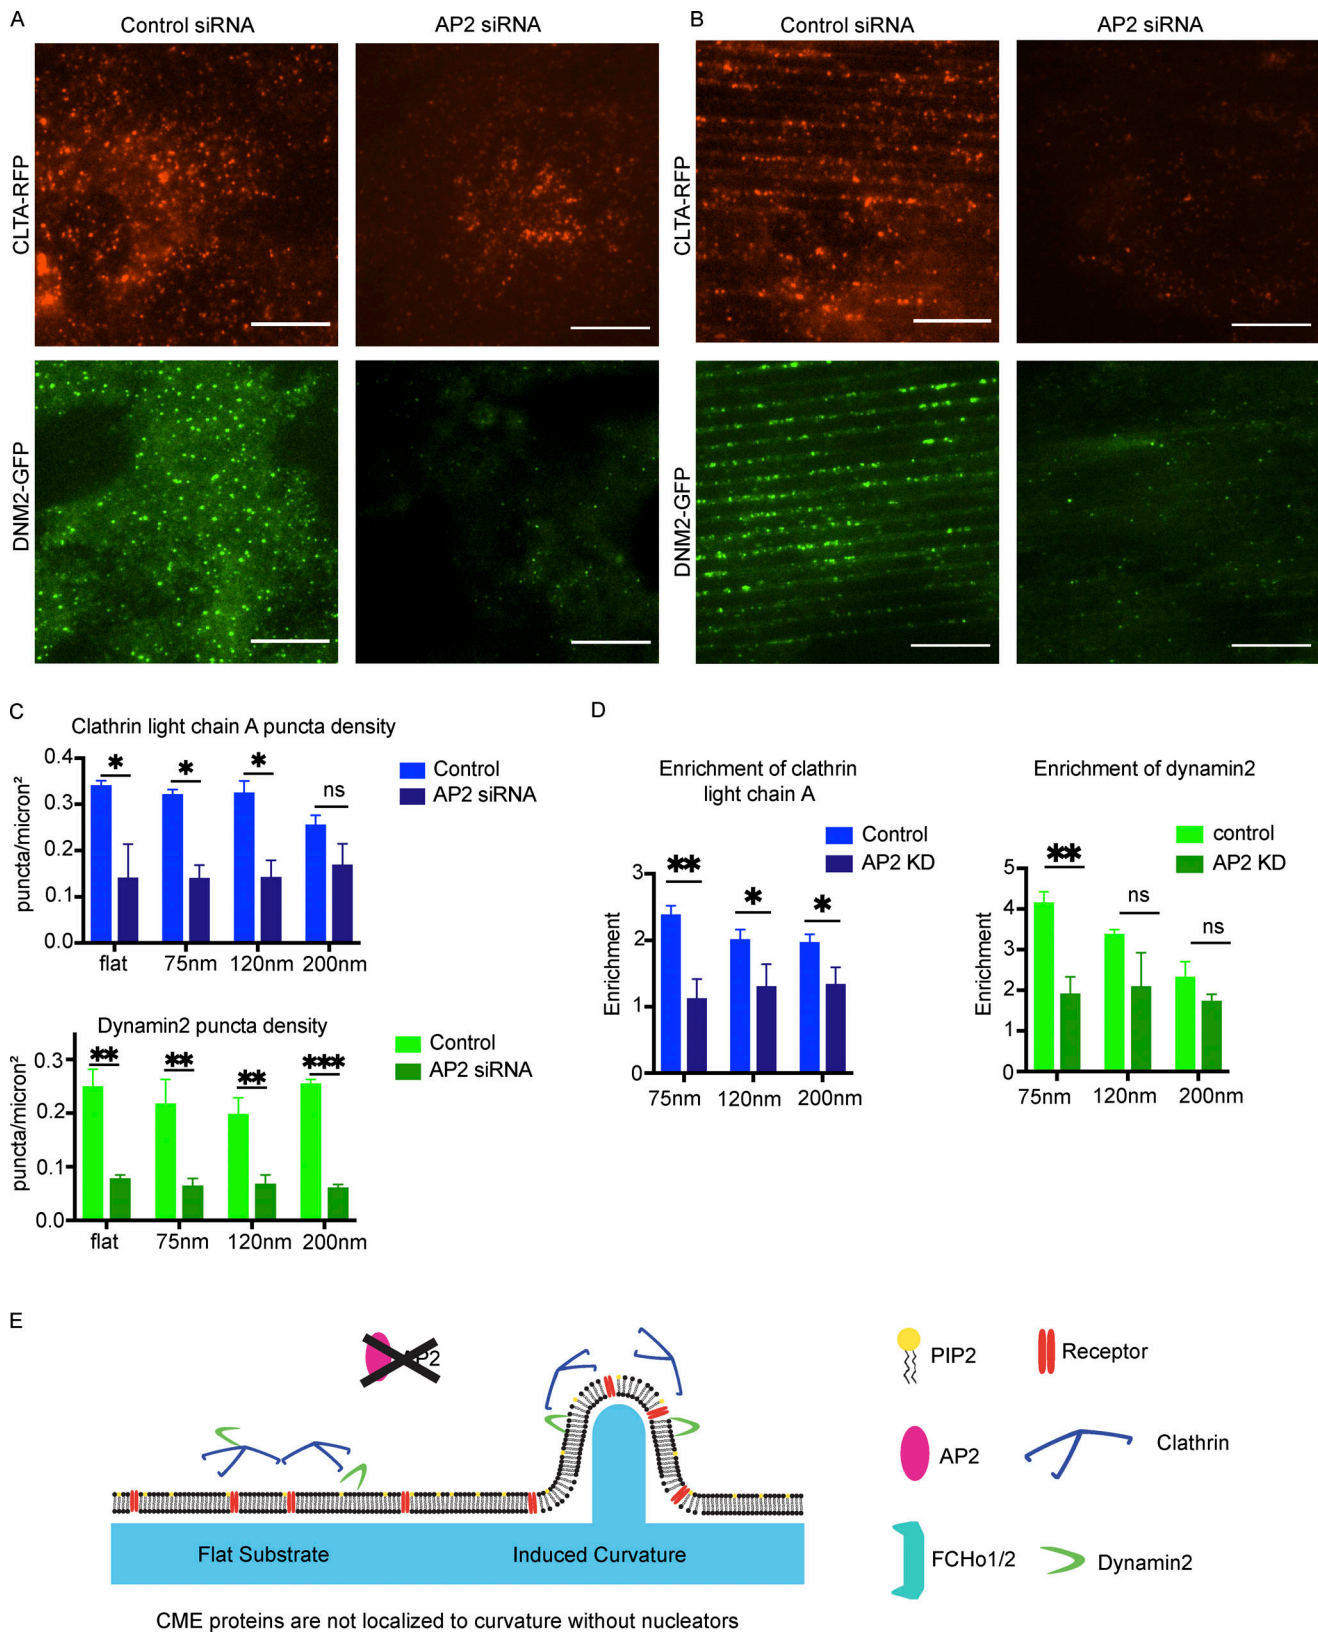 A
Control siRNA
AP2 siRNA
B
Control siRNA
AP2 siRNA
CLTA-RFP
CLTA-RFP
DNM2-GFP
DNM2-GFP
C
Clathrin light chain A puncta density
puncta/micron²
0.4
0.3
0.2
0.1
0.0
*
*
*
ns
flat
75nm
120nm
200nm
Control
AP2 siRNA
Dynamin2 puncta density
puncta/micron²
0.3
0.2
0.1
0.0
**
**
**
***
flat
75nm
120nm
200nm
Control
AP2 siRNA
D
Enrichment of clathrin
light chain A
Control
AP2 KD
Enrichment
3
2
1
0
**
*
*
75nm
120nm
200nm
Enrichment of dynamin2
control
AP2 KD
Enrichment
5
4
3
2
1
0
**
ns
ns
75nm
120nm
200nm
E
AP2
Flat Substrate
Induced Curvature
CME proteins are not localized to curvature without nucleators
PIP2
Receptor
AP2
Clathrin
FCHo1/2
Dynamin2